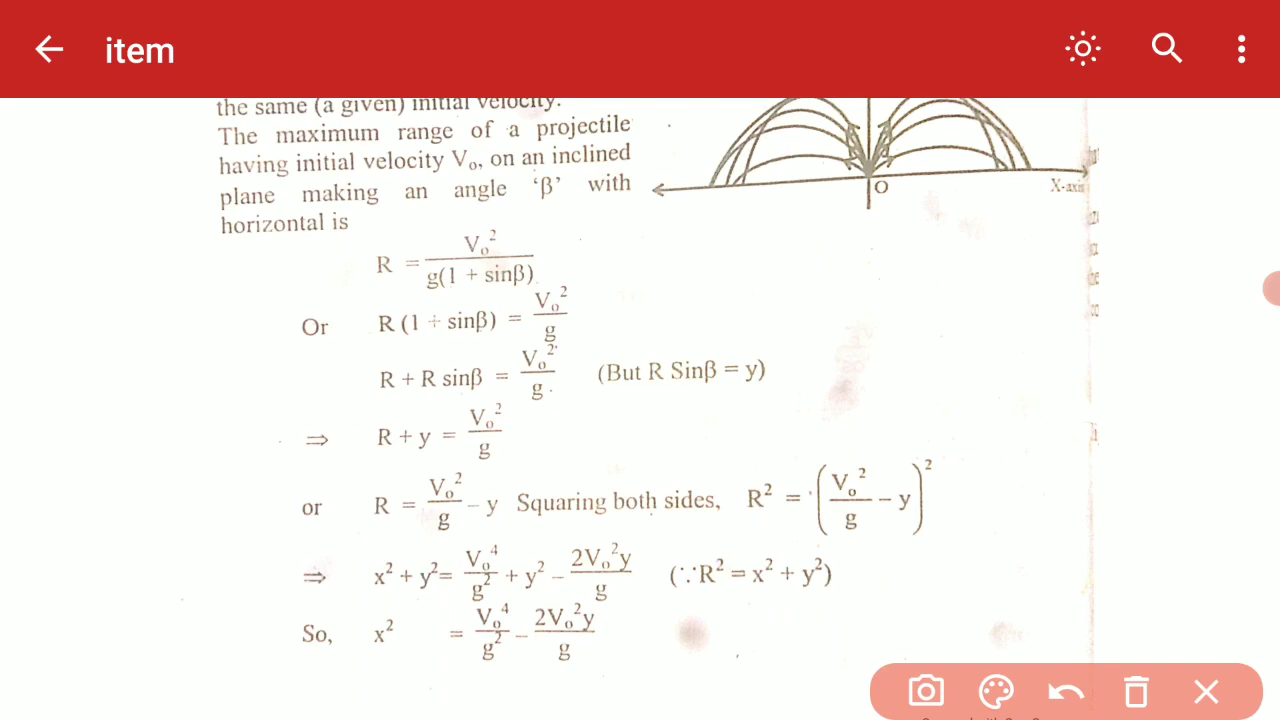 item
the same (a given) initial velocity.
The maximum range of a projectile
having initial velocity V₀, on an inclined
plane making an angle ‘β’ with
horizontal is
R = V₀² / g(1 + sinβ)
Or R (1 + sinβ) = V₀² / g
R + R sinβ = V₀² / g . (But R Sinβ = y)
⇒ R + y = V₀² / g
or R = V₀² / g – y Squaring both sides, R² = (V₀² / g – y)²
⇒ x² + y² = V₀⁴ / g² + y² – 2V₀²y / g (∵R² = x² + y²)
So, x² = V₀⁴ / g² – 2V₀²y / g
O
X-axis